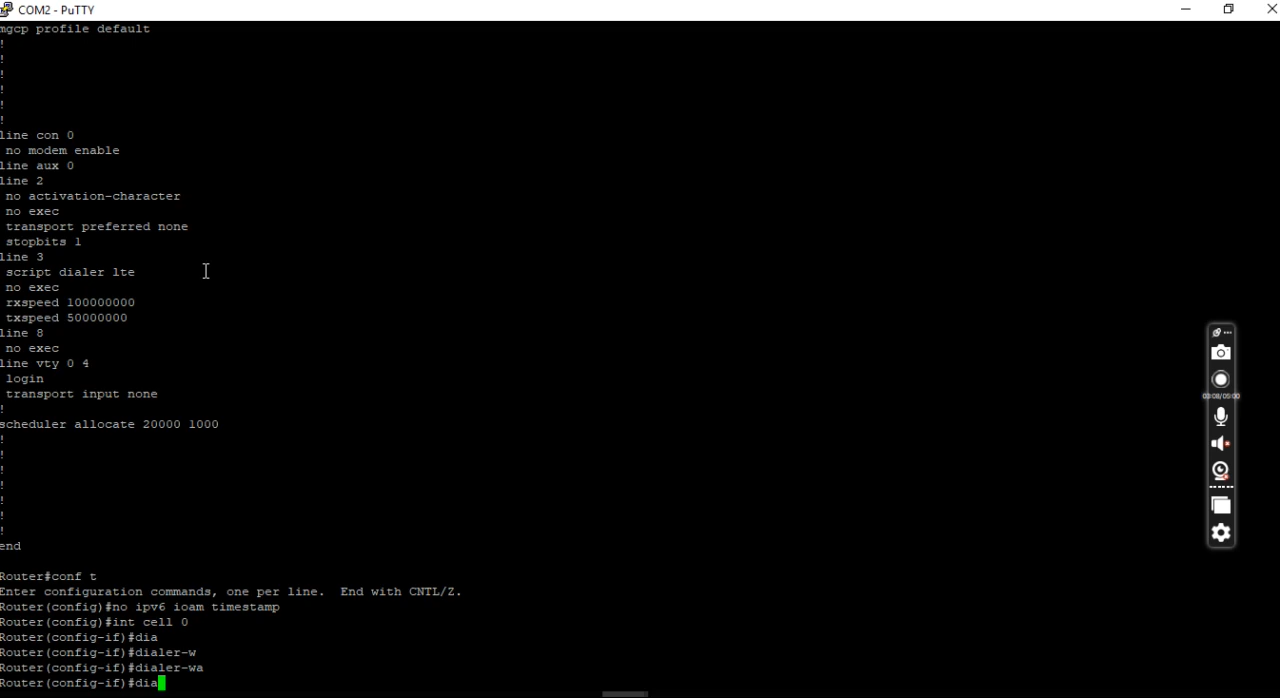 COM2 - PuTTY
mgcp profile default
!
!
!
!
!
!
line con 0
 no modem enable
line aux 0
line 2
 no activation-character
 no exec
 transport preferred none
 stopbits 1
line 3
 script dialer lte
 no exec
 rxspeed 100000000
 txspeed 50000000
line 8
 no exec
line vty 0 4
 login
 transport input none
!
scheduler allocate 20000 1000
!
!
!
!
!
!
!
end
Router#conf t
Enter configuration commands, one per line.  End with CNTL/Z.
Router(config)#no ipv6 ioam timestamp
Router(config)#int cell 0
Router(config-if)#dia
Router(config-if)#dialer-w
Router(config-if)#dialer-wa
Router(config-if)#dia
03:08/05:00